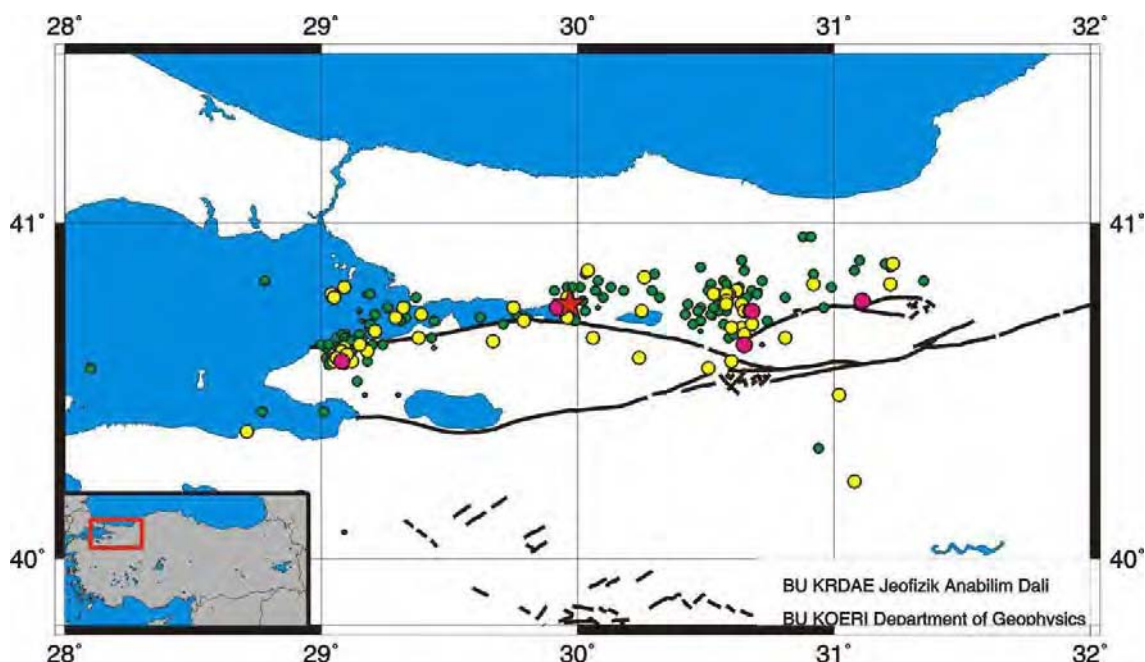 28° 29° 30° 31° 32°
41° 41°
40° 40°
BU KRDAE Jeofizik Anabilim Dali
BU KOERI Department of Geophysics
28° 29° 30° 31° 32°